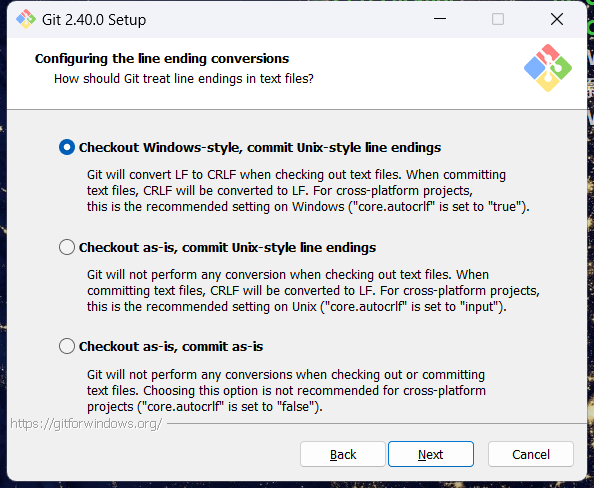 Git 2.40.0 Setup
Configuring the line ending conversions
How should Git treat line endings in text files?
Checkout Windows-style, commit Unix-style line endings
Git will convert LF to CRLF when checking out text files. When committing
text files, CRLF will be converted to LF. For cross-platform projects,
this is the recommended setting on Windows ("core.autocrlf" is set to "true").
Checkout as-is, commit Unix-style line endings
Git will not perform any conversion when checking out text files. When
committing text files, CRLF will be converted to LF. For cross-platform projects,
this is the recommended setting on Unix ("core.autocrlf" is set to "input").
Checkout as-is, commit as-is
Git will not perform any conversions when checking out or committing
text files. Choosing this option is not recommended for cross-platform
projects ("core.autocrlf" is set to "false").
https://gitforwindows.org/
Back Next Cancel